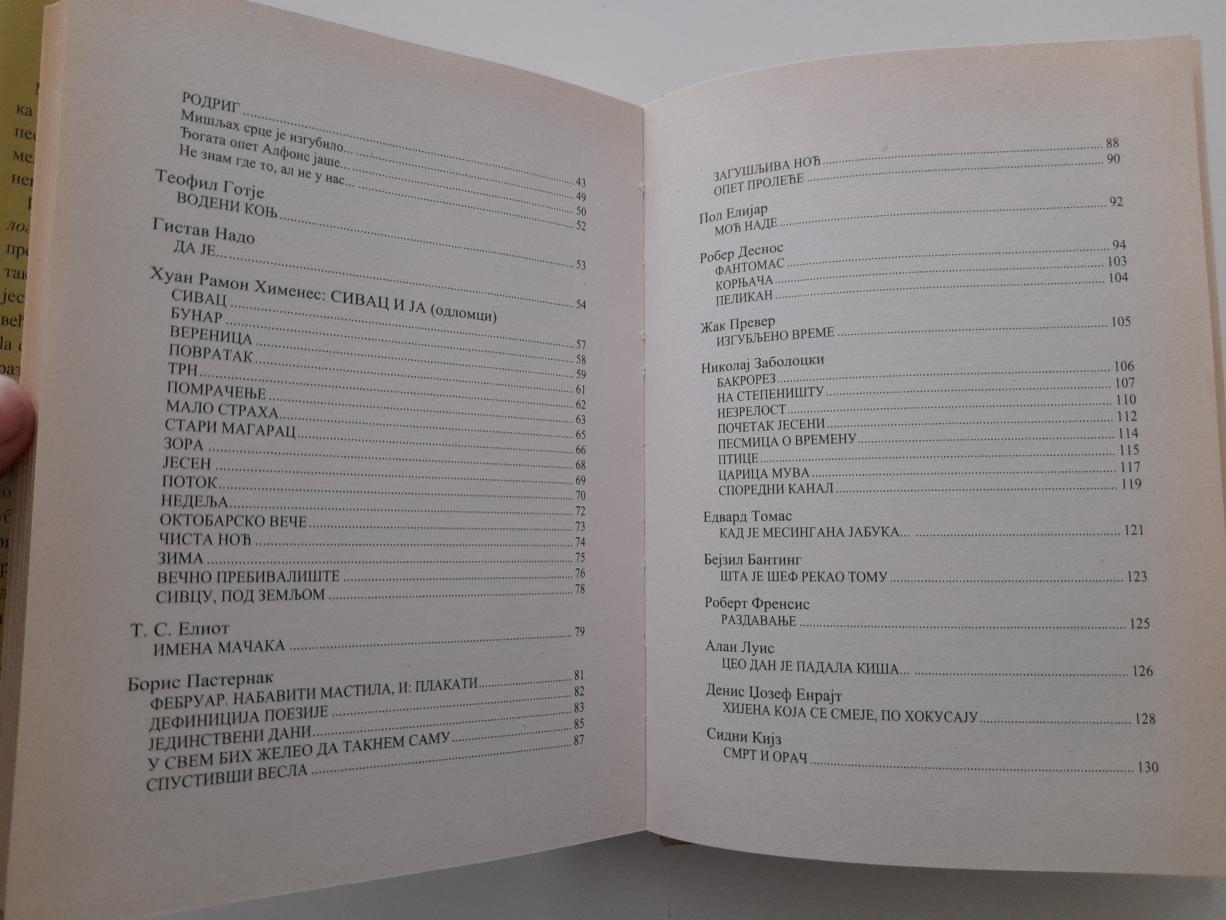 РОДРИГ ... 43
Мишљах срце је изгубило... 49
Ђогата опет Алфонс јаше... 50
Не знам где то, ал не у нас... 52
Теофил Готје
ВОДЕНИ КОЊ ... 53
Гистав Надо
ДА ЈЕ... 54
Хуан Рамон Хименес: СИВАЦ И ЈА (одломци)
СИВАЦ ... 57
БУНАР ... 58
ВЕРЕНИЦА ... 59
ПОВРАТАК ... 61
ТРН ... 62
ПОМРАЧЕЊЕ ... 63
МАЛО СТРАХА ... 65
СТАРИ МАГАРАЦ ... 66
ЗОРА ... 68
ЈЕСЕН ... 69
ПОТОК ... 70
НЕДЕЉА ... 72
ОКТОБАРСКО ВЕЧЕ ... 73
ЧИСТА НОЋ ... 74
ЗИМА ... 75
ВЕЧНО ПРЕБИВАЛИШТЕ ... 76
СИВЦУ, ПОД ЗЕМЉОМ ... 78
Т. С. Елиот
ИМЕНА МАЧАКА ... 79
Борис Пастернак
ФЕБРУАР. НАБАВИТИ МАСТИЛА, И: ПЛАКАТИ ... 81
ДЕФИНИЦИЈА ПОЕЗИЈЕ ... 82
ЈЕДИНСТВЕНИ ДАНИ ... 83
У СВЕМ БИХ ЖЕЛЕО ДА ТАКНЕМ САМУ ... 85
СПУСТИВШИ ВЕСЛА ... 87
ЗАГУШЉИВА НОЋ ... 88
ОПЕТ ПРОЛЕЋЕ ... 90
Пол Елијар
МОЋ НАДЕ ... 92
Робер Деснос
ФАНТОМАС ... 94
КОРЊАЧА ... 103
ПЕЛИКАН ... 104
Жак Превер
ИЗГУБЉЕНО ВРЕМЕ ... 105
Николај Заболоцки
БАКРОРЕЗ ... 106
НА СТЕПЕНИШТУ ... 107
НЕЗРЕЛОСТ ... 110
ПОЧЕТАК ЈЕСЕНИ ... 112
ПЕСМИЦА О ВРЕМЕНУ ... 114
ПТИЦЕ ... 115
ЦАРИЦА МУВА ... 117
СПОРЕДНИ КАНАЛ ... 119
Едвард Томас
КАД ЈЕ МЕСИНГАНА ЈАБУКА... 121
Бејзил Бантинг
ШТА ЈЕ ШЕФ РЕКАО ТОМУ ... 123
Роберт Френсис
РАЗДАВАЊЕ ... 125
Алан Луис
ЦЕО ДАН ЈЕ ПАДАЛА КИША... 126
Денис Џозеф Енрајт
ХИЈЕНА КОЈА СЕ СМЕЈЕ, ПО ХОКУСАЈУ ... 128
Сидни Кијз
СМРТ И ОРАЧ ... 130